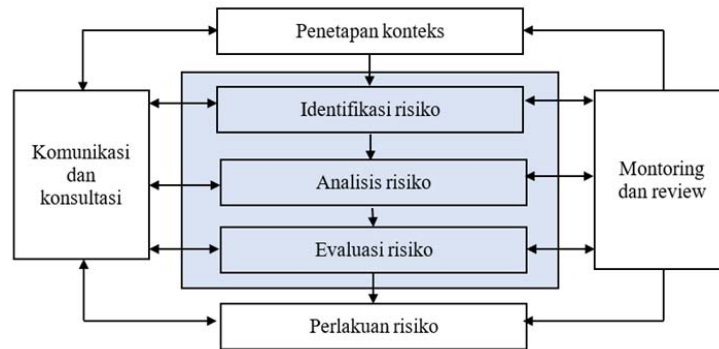 Penetapan konteks
Identifikasi risiko
Komunikasi
dan
konsultasi
Analisis risiko
Montoring
dan review
Evaluasi risiko
Perlakuan risiko